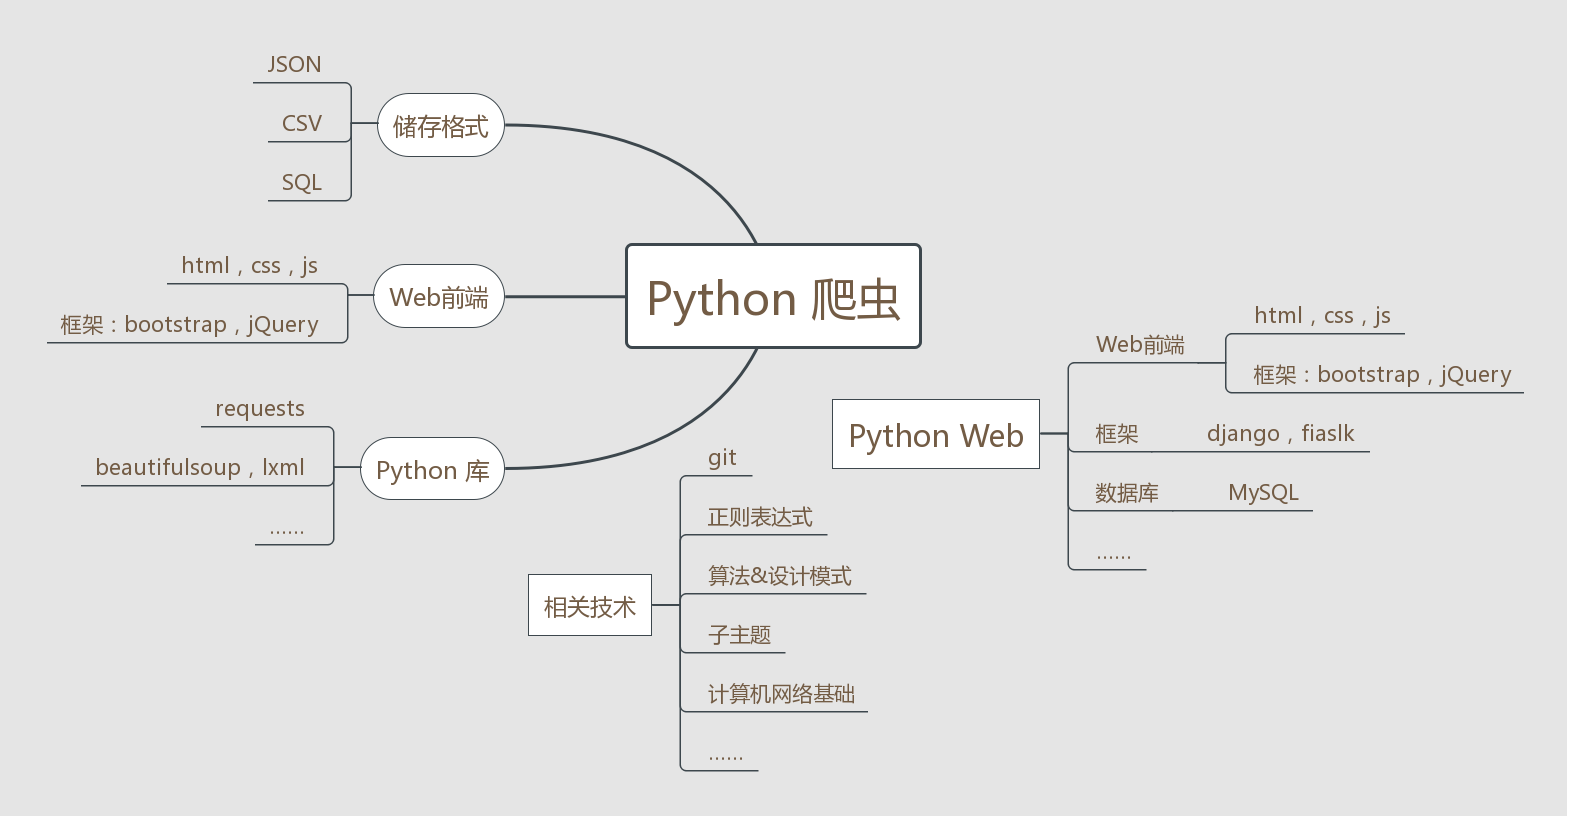 JSON
CSV
SQL
储存格式
html，css，js
框架：bootstrap，jQuery
Web前端
requests
beautifulsoup，lxml
……
Python 库
Python 爬虫
Python Web
Web前端
html，css，js
框架：bootstrap，jQuery
框架
django，fiaslk
数据库
MySQL
……
相关技术
git
正则表达式
算法&设计模式
子主题
计算机网络基础
……